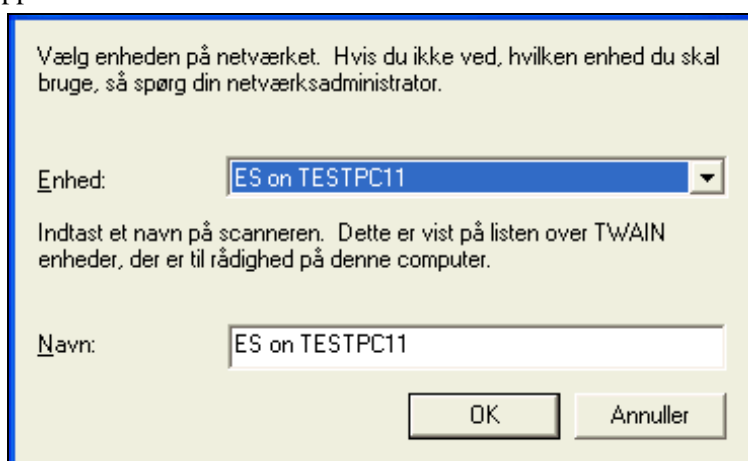 Vælg enheden på netværket.  Hvis du ikke ved, hvilken enhed du skal
bruge, så spørg din netværksadministrator.
Enhed: ES on TESTPC11
Indtast et navn på scanneren.  Dette er vist på listen over TWAIN
enheder, der er til rådighed på denne computer.
Navn: ES on TESTPC11
OK Annuller